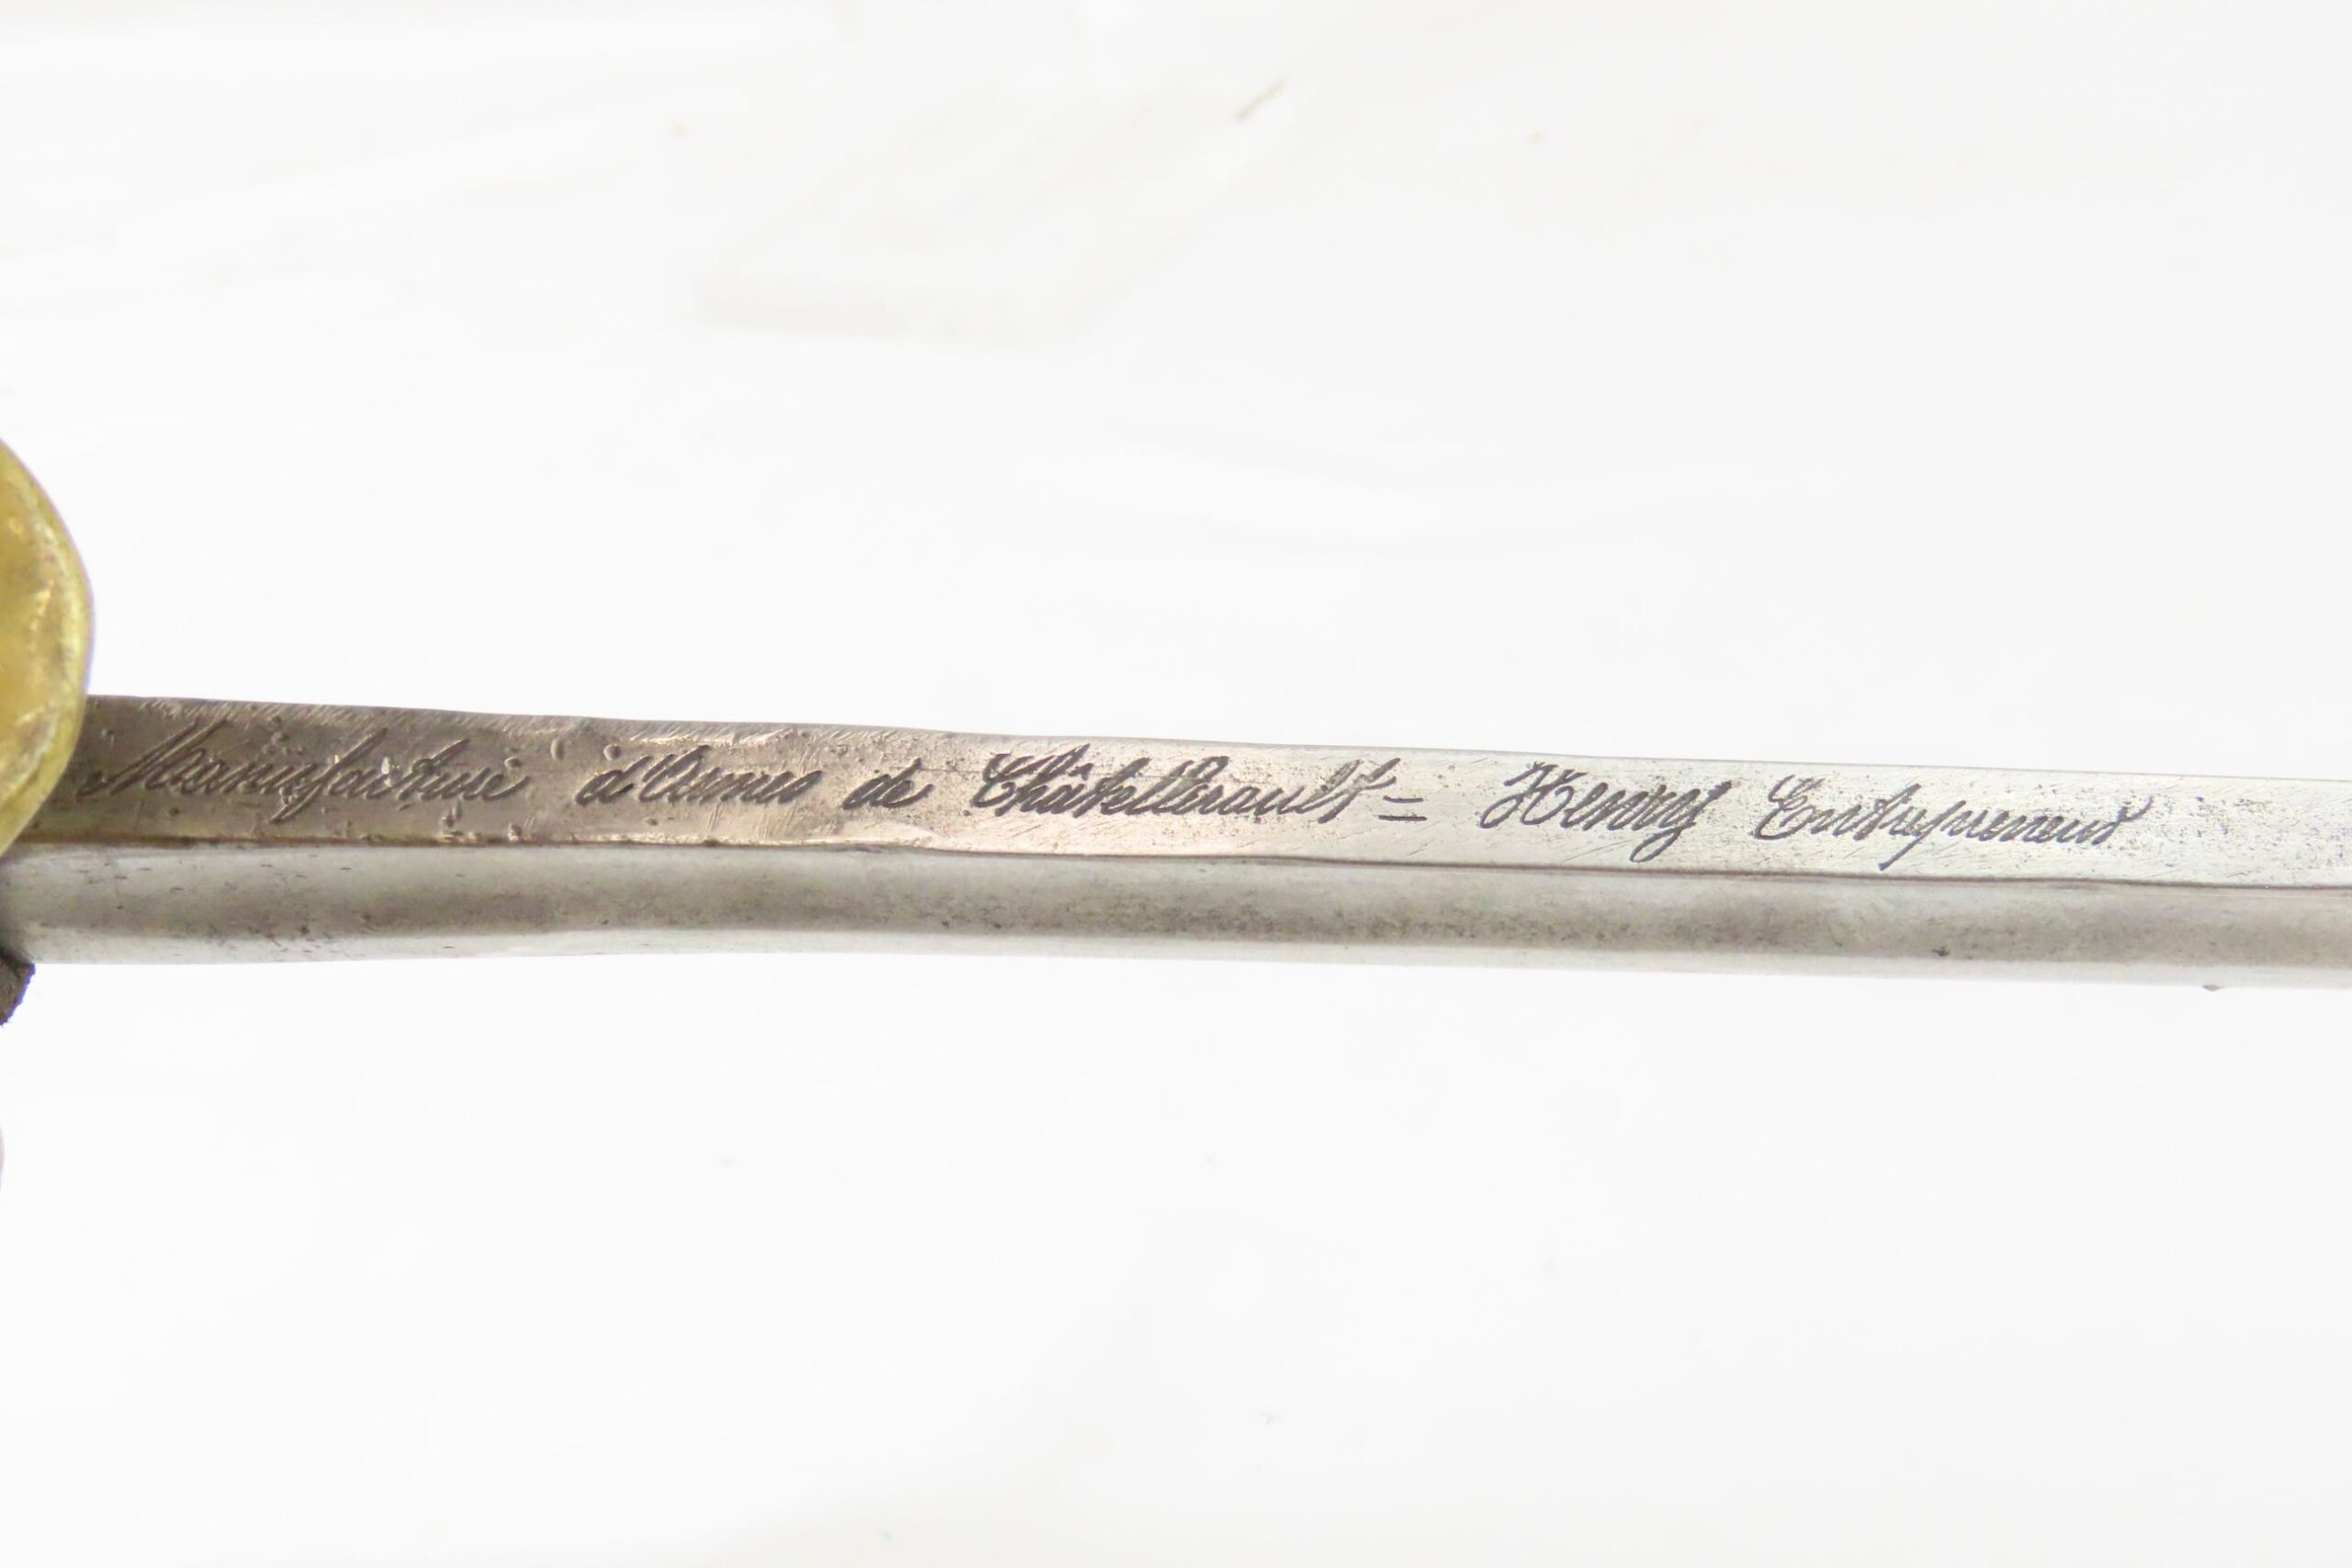 Manufacture d'Armes de Châtellerault = Henry Entrepreneur